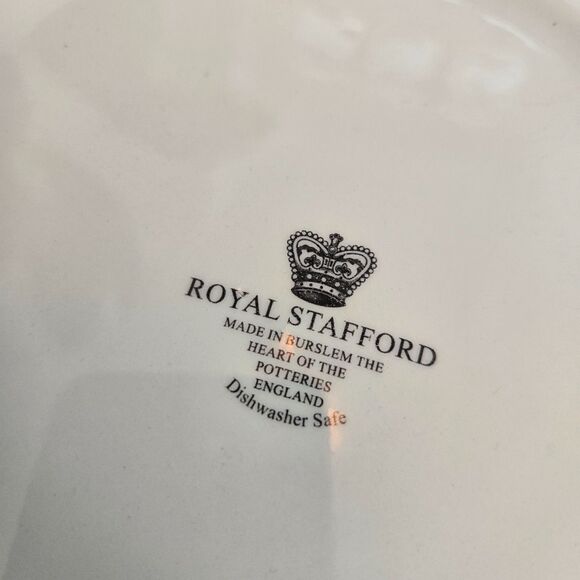 ROYAL STAFFORD
MADE IN BURSLEM THE
HEART OF THE
POTTERIES
ENGLAND
Dishwasher Safe